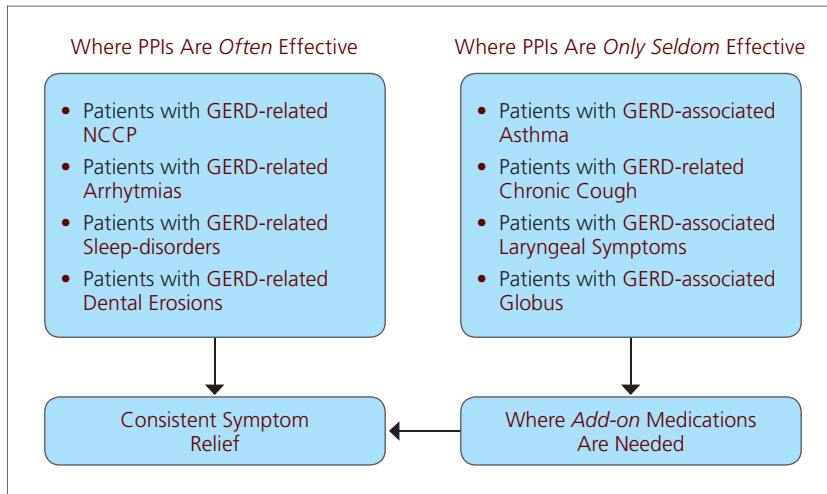 Where PPIs Are Often Effective
• Patients with GERD-related
NCCP
• Patients with GERD-related
Arrhytmias
• Patients with GERD-related
Sleep-disorders
• Patients with GERD-related
Dental Erosions
Consistent Symptom
Relief
Where PPIs Are Only Seldom Effective
• Patients with GERD-associated
Asthma
• Patients with GERD-related
Chronic Cough
• Patients with GERD-associated
Laryngeal Symptoms
• Patients with GERD-associated
Globus
Where Add-on Medications
Are Needed